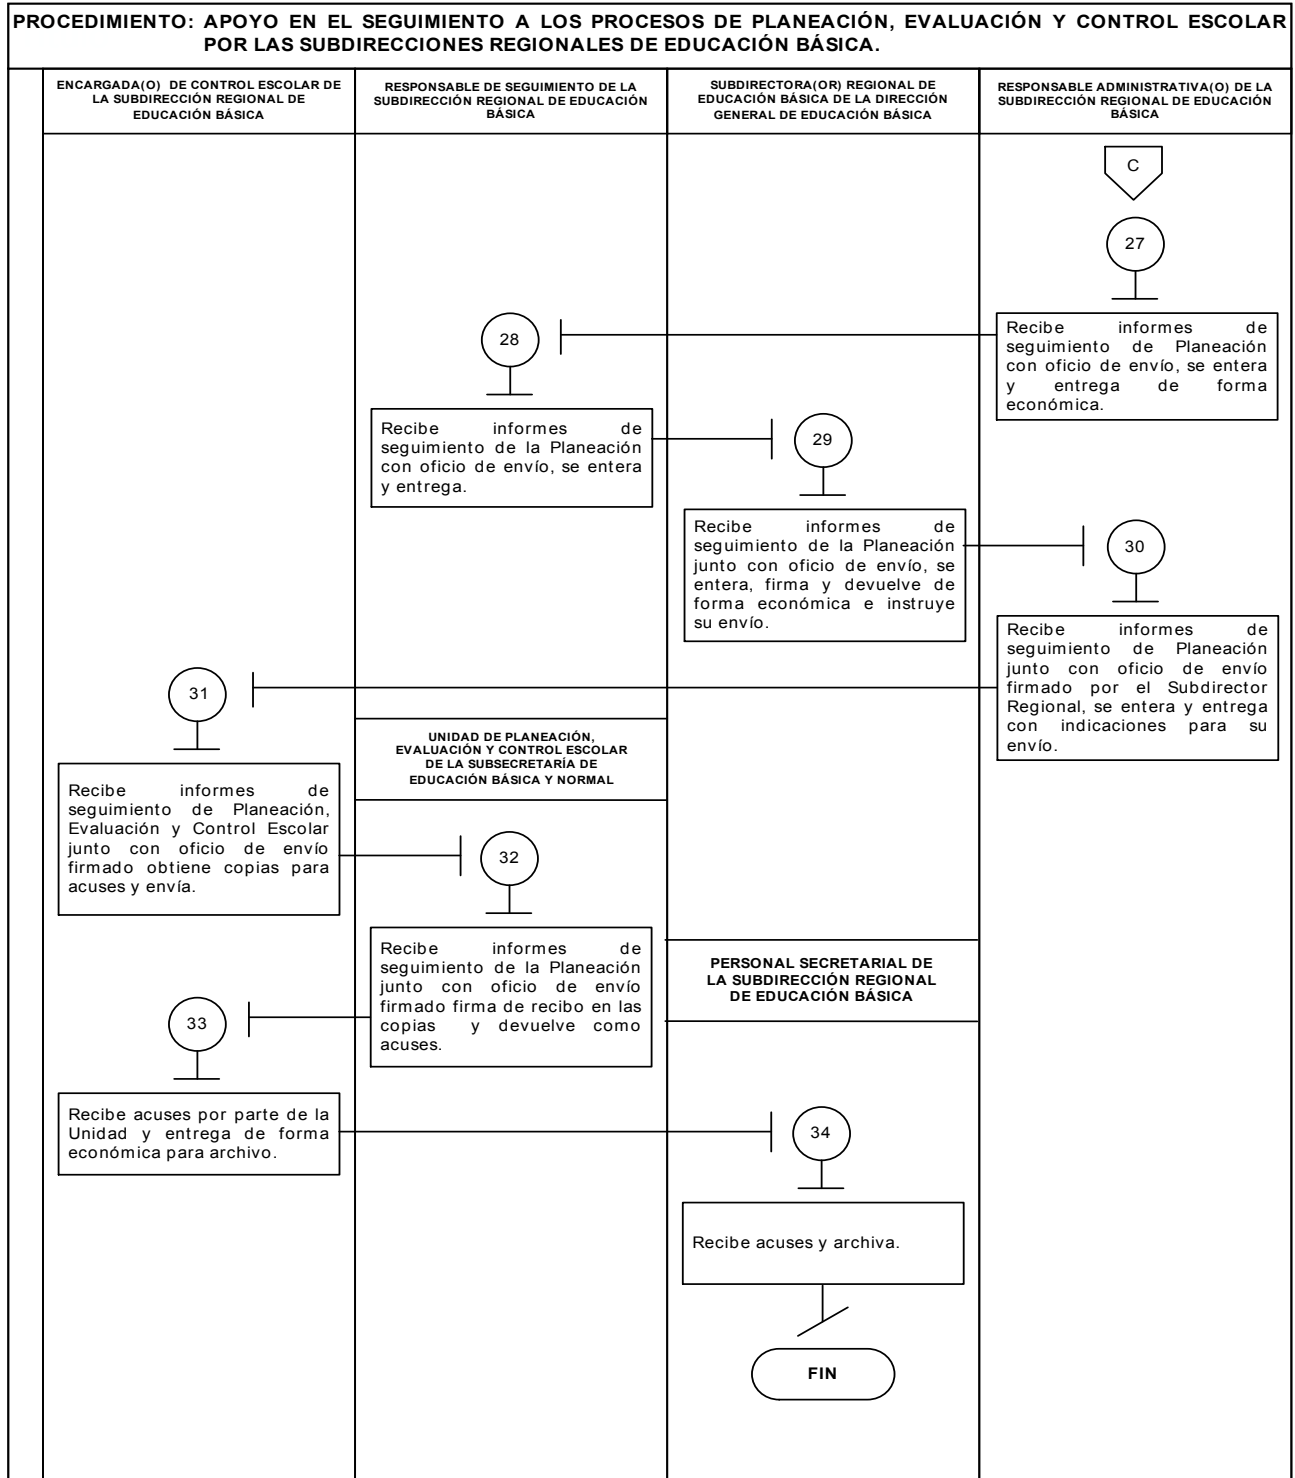 PROCEDIMIENTO: APOYO EN EL SEGUIMIENTO A LOS PROCESOS DE PLANEACIÓN, EVALUACIÓN Y CONTROL ESCOLAR
POR LAS SUBDIRECCIONES REGIONALES DE EDUCACIÓN BÁSICA.
ENCARGADA(O) DE CONTROL ESCOLAR DE
LA SUBDIRECCIÓN REGIONAL DE
EDUCACIÓN BÁSICA
RESPONSABLE DE SEGUIMIENTO DE LA
SUBDIRECCIÓN REGIONAL DE EDUCACIÓN
BÁSICA
SUBDIRECTORA(OR) REGIONAL DE
EDUCACIÓN BÁSICA DE LA DIRECCIÓN
GENERAL DE EDUCACIÓN BÁSICA
RESPONSABLE ADMINISTRATIVA(O) DE LA
SUBDIRECCIÓN REGIONAL DE EDUCACIÓN
BÁSICA
C
27
Recibe informes de
seguimiento de Planeación
con oficio de envío, se entera
y entrega de forma
económica.
28
Recibe informes de
seguimiento de la Planeación
con oficio de envío, se entera
y entrega.
29
Recibe informes de
seguimiento de la Planeación
junto con oficio de envío, se
entera, firma y devuelve de
forma económica e instruye
su envío.
30
Recibe informes de
seguimiento de Planeación
junto con oficio de envío
firmado por el Subdirector
Regional, se entera y entrega
con indicaciones para su
envío.
31
Recibe informes de
seguimiento de Planeación,
Evaluación y Control Escolar
junto con oficio de envío
firmado obtiene copias para
acuses y envía.
UNIDAD DE PLANEACIÓN,
EVALUACIÓN Y CONTROL ESCOLAR
DE LA SUBSECRETARÍA DE
EDUCACIÓN BÁSICA Y NORMAL
32
Recibe informes de
seguimiento de la Planeación
junto con oficio de envío
firmado firma de recibo en las
copias y devuelve como
acuses.
33
Recibe acuses por parte de la
Unidad y entrega de forma
económica para archivo.
PERSONAL SECRETARIAL DE
LA SUBDIRECCIÓN REGIONAL
DE EDUCACIÓN BÁSICA
34
Recibe acuses y archiva.
FIN